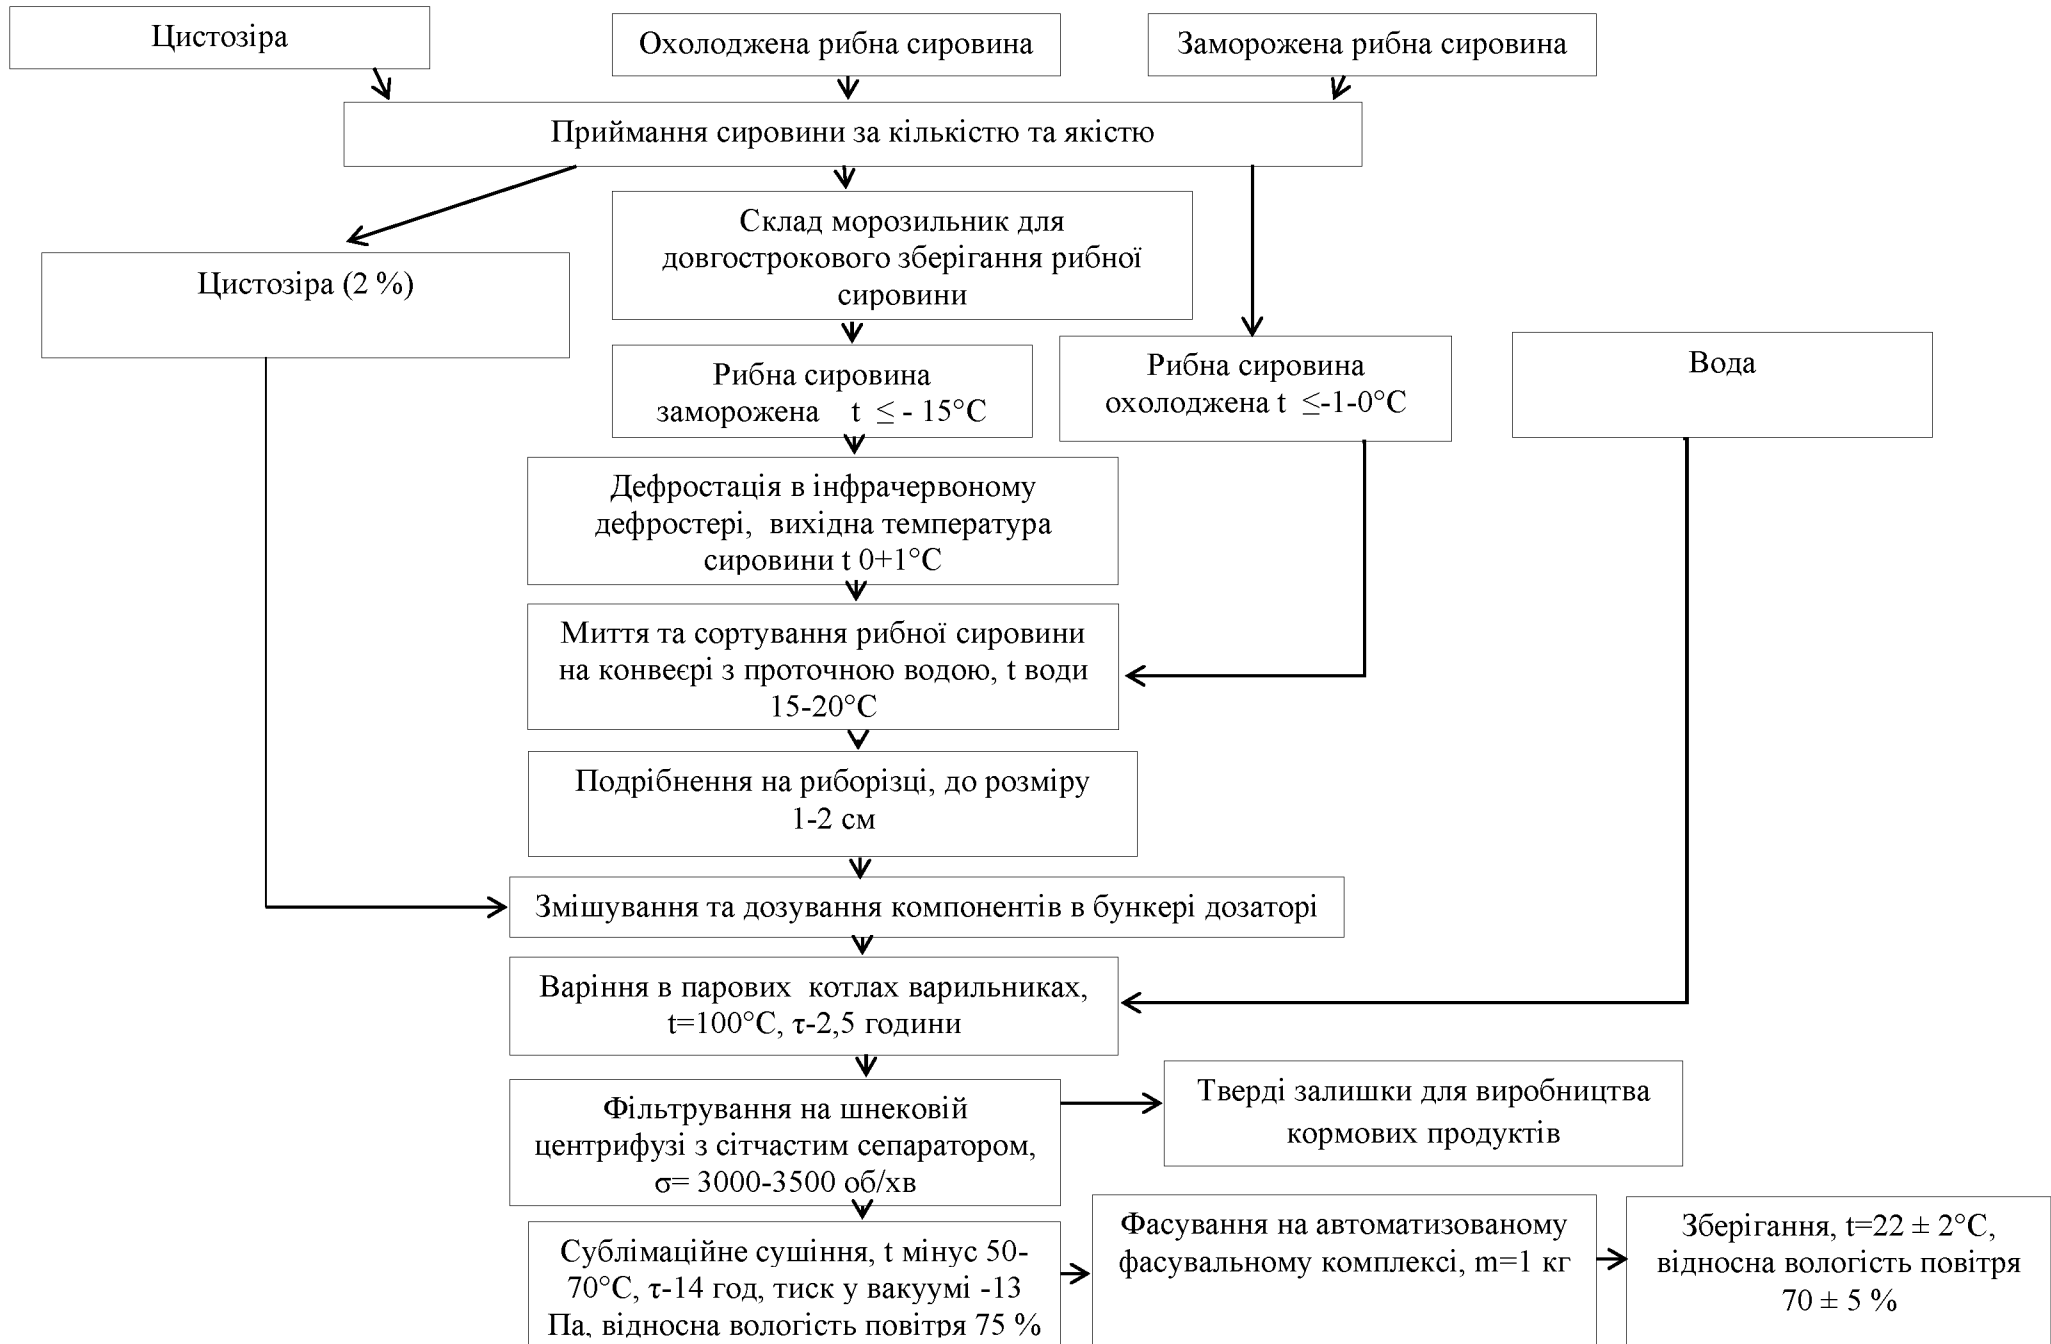 Цистозіра
Охолоджена рибна сировина
Заморожена рибна сировина
Приймання сировини за кількістю та якістю
Склад морозильник для
довгострокового зберігання рибної
сировини
Цистозіра (2 %)
Рибна сировина
заморожена t ≤ - 15°C
Рибна сировина
охолоджена t ≤-1-0°C
Вода
Дефростація в інфрачервоному
дефростері, вихідна температура
сировини t 0+1°C
Миття та сортування рибної сировини
на конвеєрі з проточною водою, t води
15-20°C
Подрібнення на риборізці, до розміру
1-2 см
Змішування та дозування компонентів в бункері дозаторі
Варіння в парових котлах варильниках,
t=100°C, τ-2,5 години
Фільтрування на шнековій
центрифузі з сітчастим сепаратором,
σ= 3000-3500 об/хв
Тверді залишки для виробництва
кормових продуктів
Сублімаційне сушіння, t мінус 50-
70°C, τ-14 год, тиск у вакуумі -13
Па, відносна вологість повітря 75 %
Фасування на автоматизованому
фасувальному комплексі, m=1 кг
Зберігання, t=22 ± 2°C,
відносна вологість повітря
70 ± 5 %